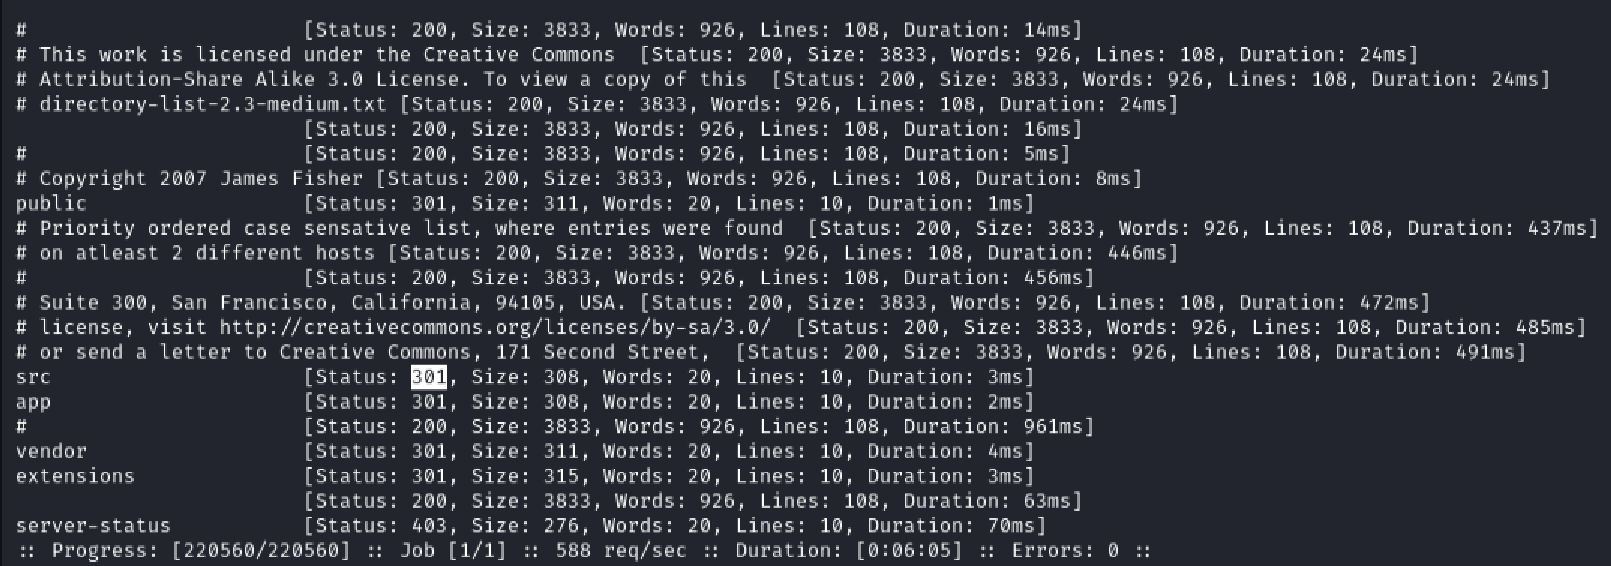 # [Status: 200, Size: 3833, Words: 926, Lines: 108, Duration: 14ms]
# This work is licensed under the Creative Commons [Status: 200, Size: 3833, Words: 926, Lines: 108, Duration: 24ms]
# Attribution-Share Alike 3.0 License. To view a copy of this [Status: 200, Size: 3833, Words: 926, Lines: 108, Duration: 24ms]
# directory-list-2.3-medium.txt [Status: 200, Size: 3833, Words: 926, Lines: 108, Duration: 24ms]
[Status: 200, Size: 3833, Words: 926, Lines: 108, Duration: 16ms]
# [Status: 200, Size: 3833, Words: 926, Lines: 108, Duration: 5ms]
# Copyright 2007 James Fisher [Status: 200, Size: 3833, Words: 926, Lines: 108, Duration: 8ms]
public [Status: 301, Size: 311, Words: 20, Lines: 10, Duration: 1ms]
# Priority ordered case sensative list, where entries were found [Status: 200, Size: 3833, Words: 926, Lines: 108, Duration: 437ms]
# on atleast 2 different hosts [Status: 200, Size: 3833, Words: 926, Lines: 108, Duration: 446ms]
# [Status: 200, Size: 3833, Words: 926, Lines: 108, Duration: 456ms]
# Suite 300, San Francisco, California, 94105, USA. [Status: 200, Size: 3833, Words: 926, Lines: 108, Duration: 472ms]
# license, visit http://creativecommons.org/licenses/by-sa/3.0/ [Status: 200, Size: 3833, Words: 926, Lines: 108, Duration: 485ms]
# or send a letter to Creative Commons, 171 Second Street, [Status: 200, Size: 3833, Words: 926, Lines: 108, Duration: 491ms]
src [Status: 301, Size: 308, Words: 20, Lines: 10, Duration: 3ms]
app [Status: 301, Size: 308, Words: 20, Lines: 10, Duration: 2ms]
# [Status: 200, Size: 3833, Words: 926, Lines: 108, Duration: 961ms]
vendor [Status: 301, Size: 311, Words: 20, Lines: 10, Duration: 4ms]
extensions [Status: 301, Size: 315, Words: 20, Lines: 10, Duration: 3ms]
[Status: 200, Size: 3833, Words: 926, Lines: 108, Duration: 63ms]
server-status [Status: 403, Size: 276, Words: 20, Lines: 10, Duration: 70ms]
:: Progress: [220560/220560] :: Job [1/1] :: 588 req/sec :: Duration: [0:06:05] :: Errors: 0 ::